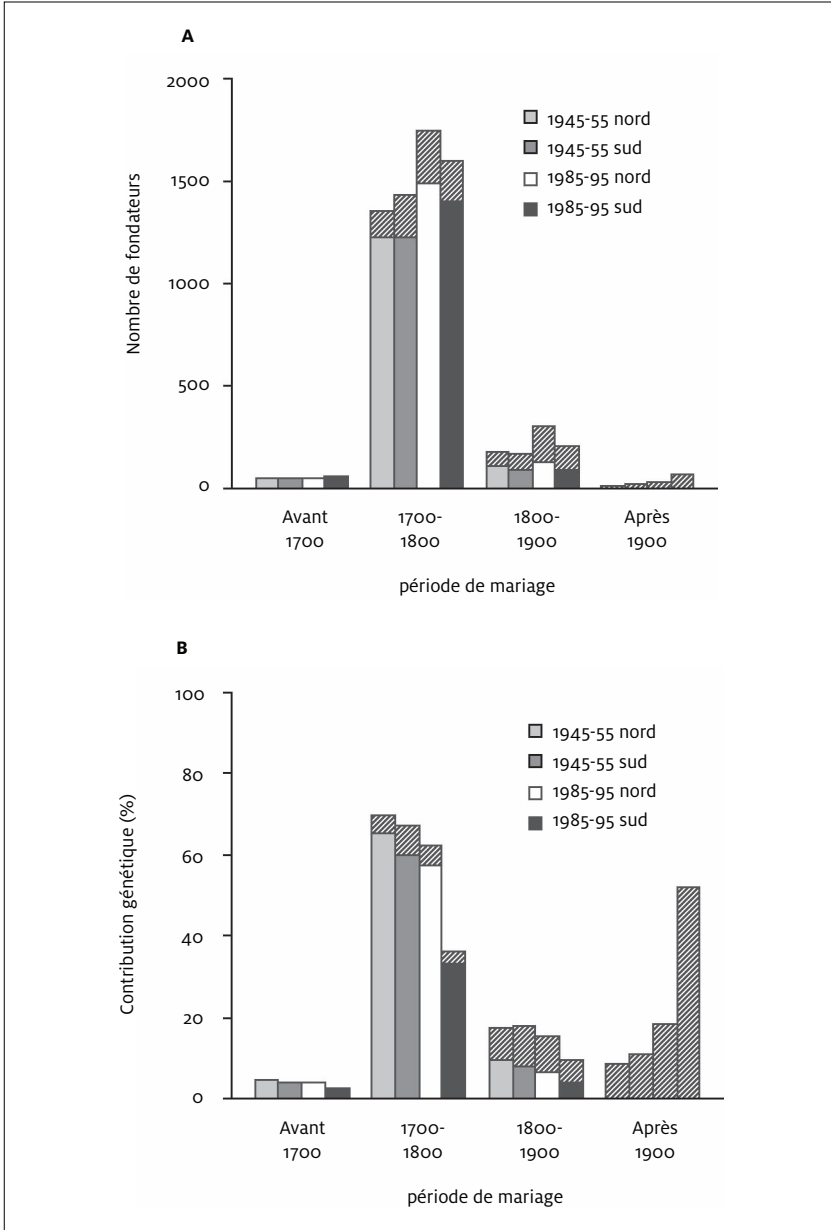 A
2000
1500
1000
500
0
Nombre de fondateurs
1945-55 nord
1945-55 sud
1985-95 nord
1985-95 sud
Avant
1700
1700-
1800
1800-
1900
Après
1900
période de mariage
B
100
80
60
40
20
0
Contribution génétique (%)
1945-55 nord
1945-55 sud
1985-95 nord
1985-95 sud
Avant
1700
1700-
1800
1800-
1900
Après
1900
période de mariage